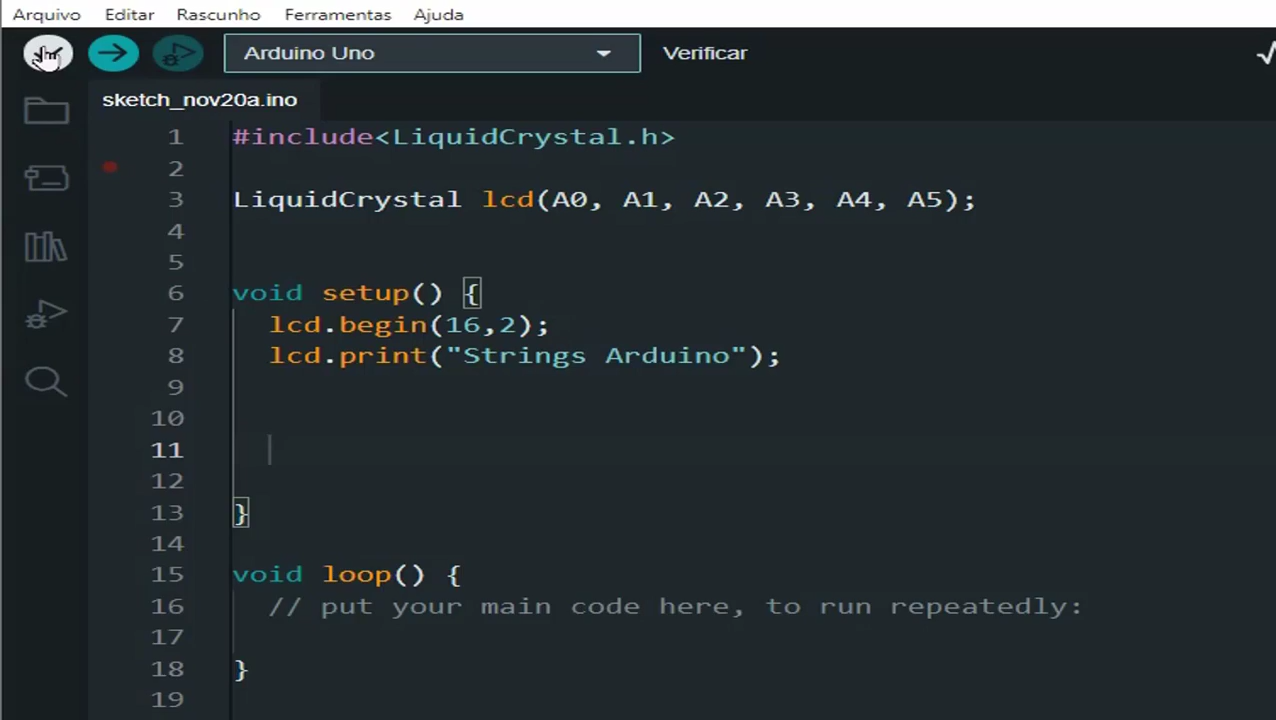 Arquivo Editar Rascunho Ferramentas Ajuda
Arduino Uno Verificar
sketch_nov20a.ino
1 #include<LiquidCrystal.h>
2
3 LiquidCrystal lcd(A0, A1, A2, A3, A4, A5);
4
5
6 void setup() {
7 lcd.begin(16,2);
8 lcd.print("Strings Arduino");
9
10
11
12
13 }
14
15 void loop() {
16 // put your main code here, to run repeatedly:
17
18 }
19